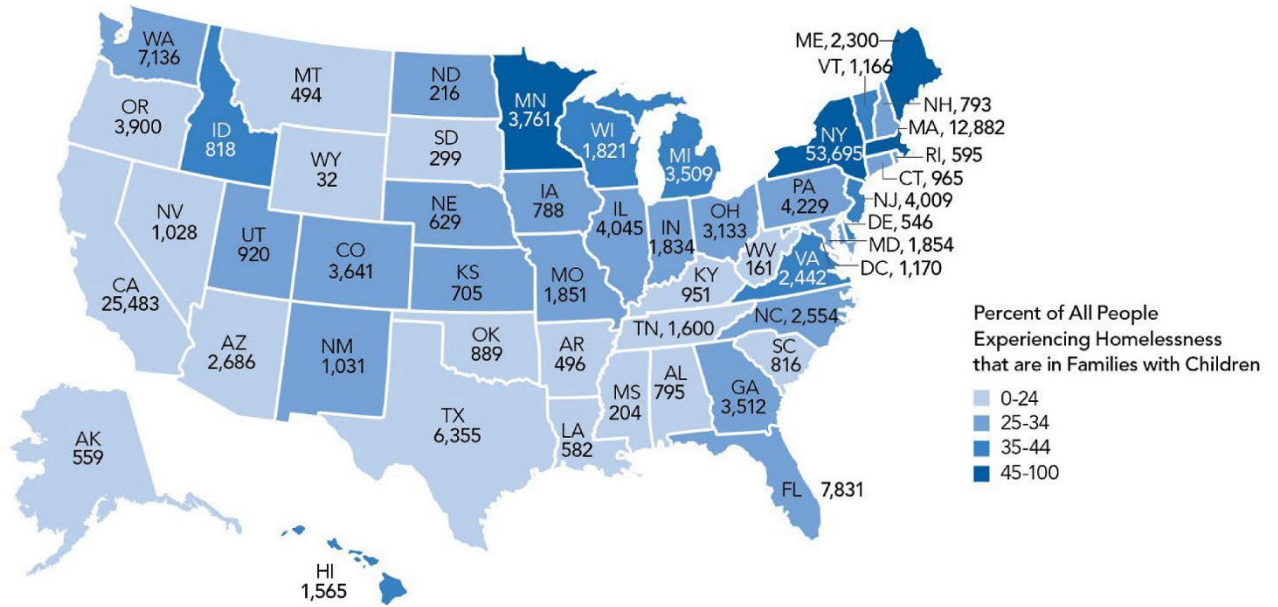 WA
7,136
MT
494
ND
216
MN
3,761
ME, 2,300
VT, 1,166
NH, 793
MA, 12,882
RI, 595
CT, 965
NJ, 4,009
DE, 546
MD, 1,854
DC, 1,170
OR
3,900
ID
818
WY
32
SD
299
WI
1,821
MI
3,509
NY
53,695
NV
1,028
UT
920
CO
3,641
NE
629
IA
788
IL
4,045
IN
1,834
OH
3,133
PA
4,229
WV
161
VA
2,442
CA
25,483
KS
705
MO
1,851
KY
951
AZ
2,686
NM
1,031
OK
889
AR
496
TN, 1,600
NC, 2,554
SC
816
TX
6,355
LA
582
MS
204
AL
795
GA
3,512
FL 7,831
AK
559
HI
1,565
Percent of All People
Experiencing Homelessness
that are in Families with Children
0-24
25-34
35-44
45-100